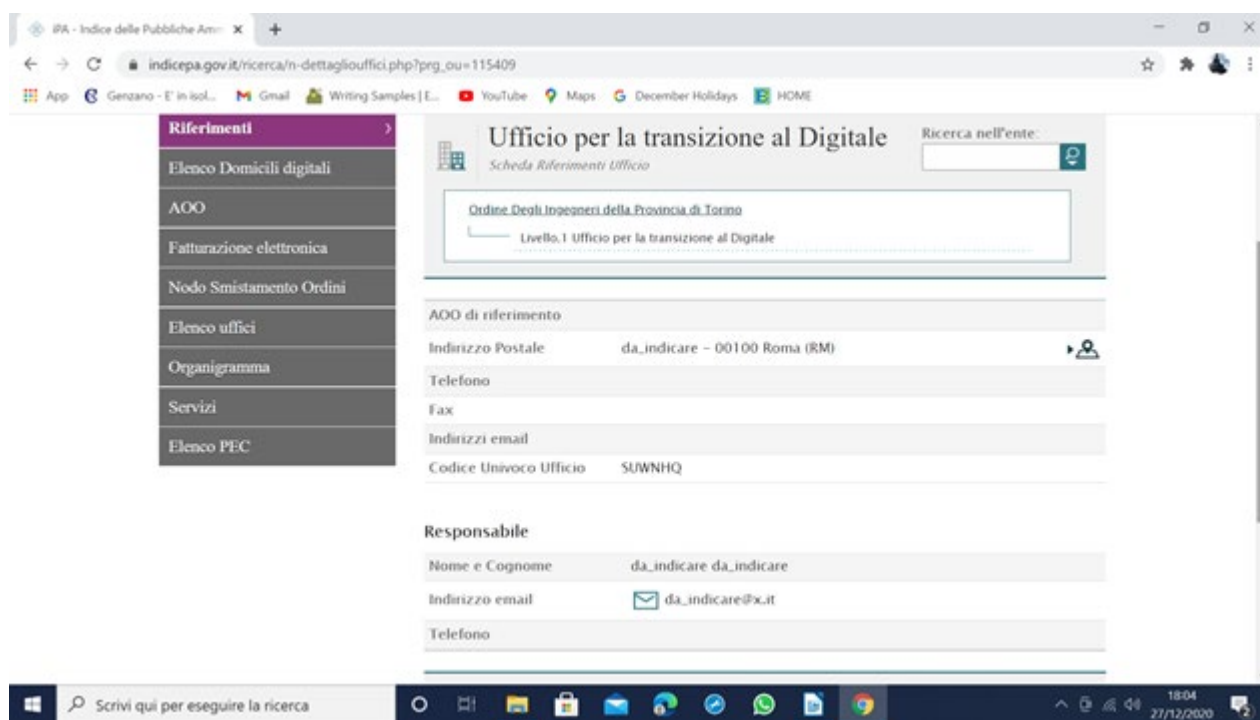 iPA - Indice delle Pubbliche Am
indicepa.gov.it/ricerca/n-dettagliouffici.php?prg_ou=115409
App Genzano - E' in isol... Gmail Writing Samples | E... YouTube Maps December Holidays HOME
Riferimenti
Elenco Domicili digitali
AOO
Fatturazione elettronica
Nodo Smistamento Ordini
Elenco uffici
Organigramma
Servizi
Elenco PEC
Ufficio per la transizione al Digitale
Scheda Riferimenti Ufficio
Ricerca nell'ente:
Ordine Degli Ingegneri della Provincia di Torino
Livello.1 Ufficio per la transizione al Digitale
AOO di riferimento
Indirizzo Postale da_indicare – 00100 Roma (RM)
Telefono
Fax
Indirizzi email
Codice Univoco Ufficio SUWNHQ
Responsabile
Nome e Cognome da_indicare da_indicare
Indirizzo email da_indicare@x.it
Telefono
Scrivi qui per eseguire la ricerca
18:04
27/12/2020